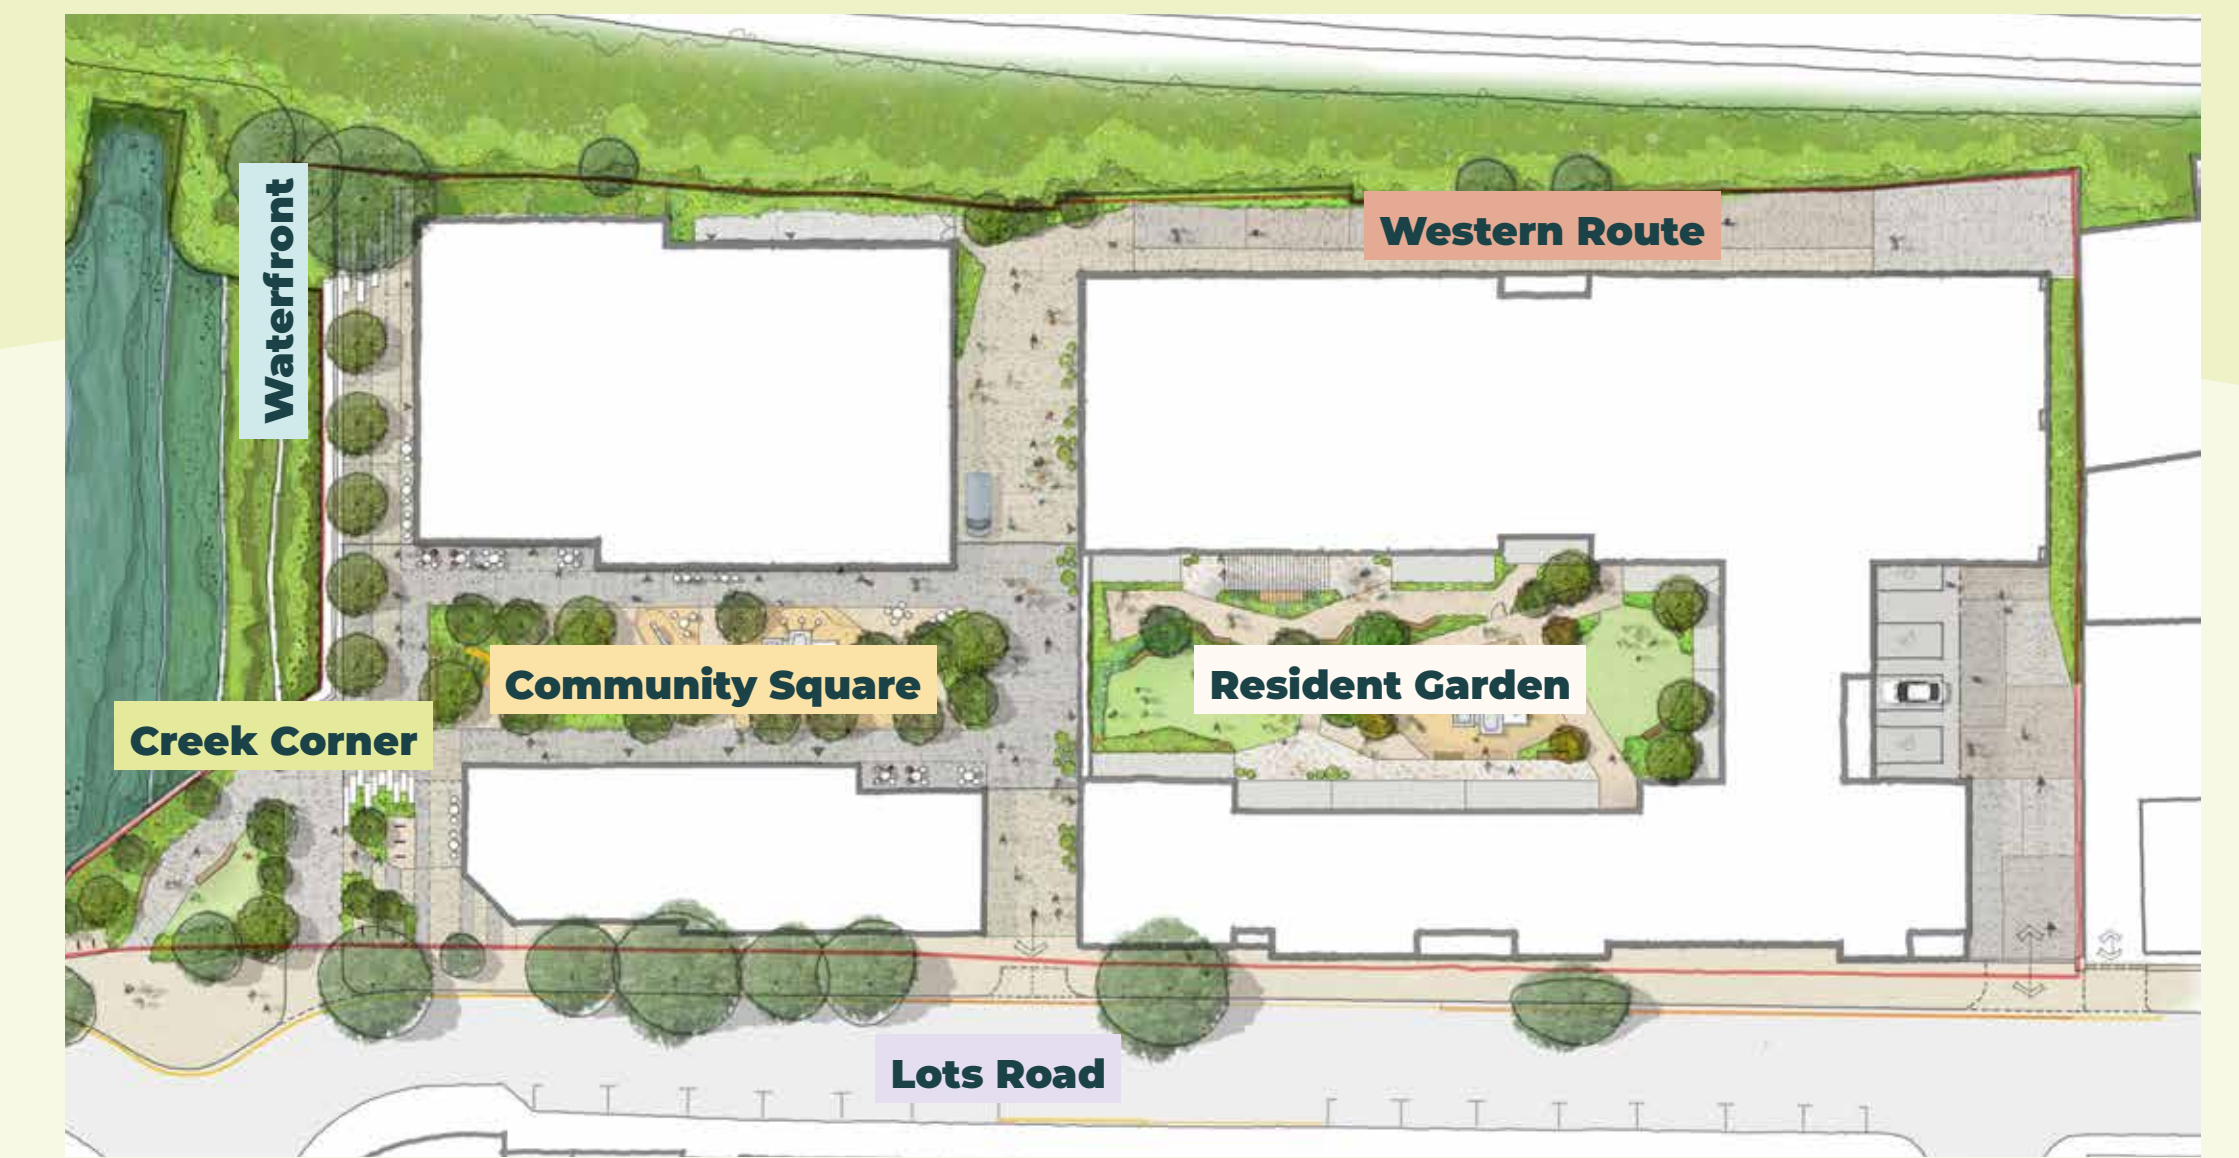 Waterfront
Western Route
Community Square
Resident Garden
Creek Corner
Lots Road